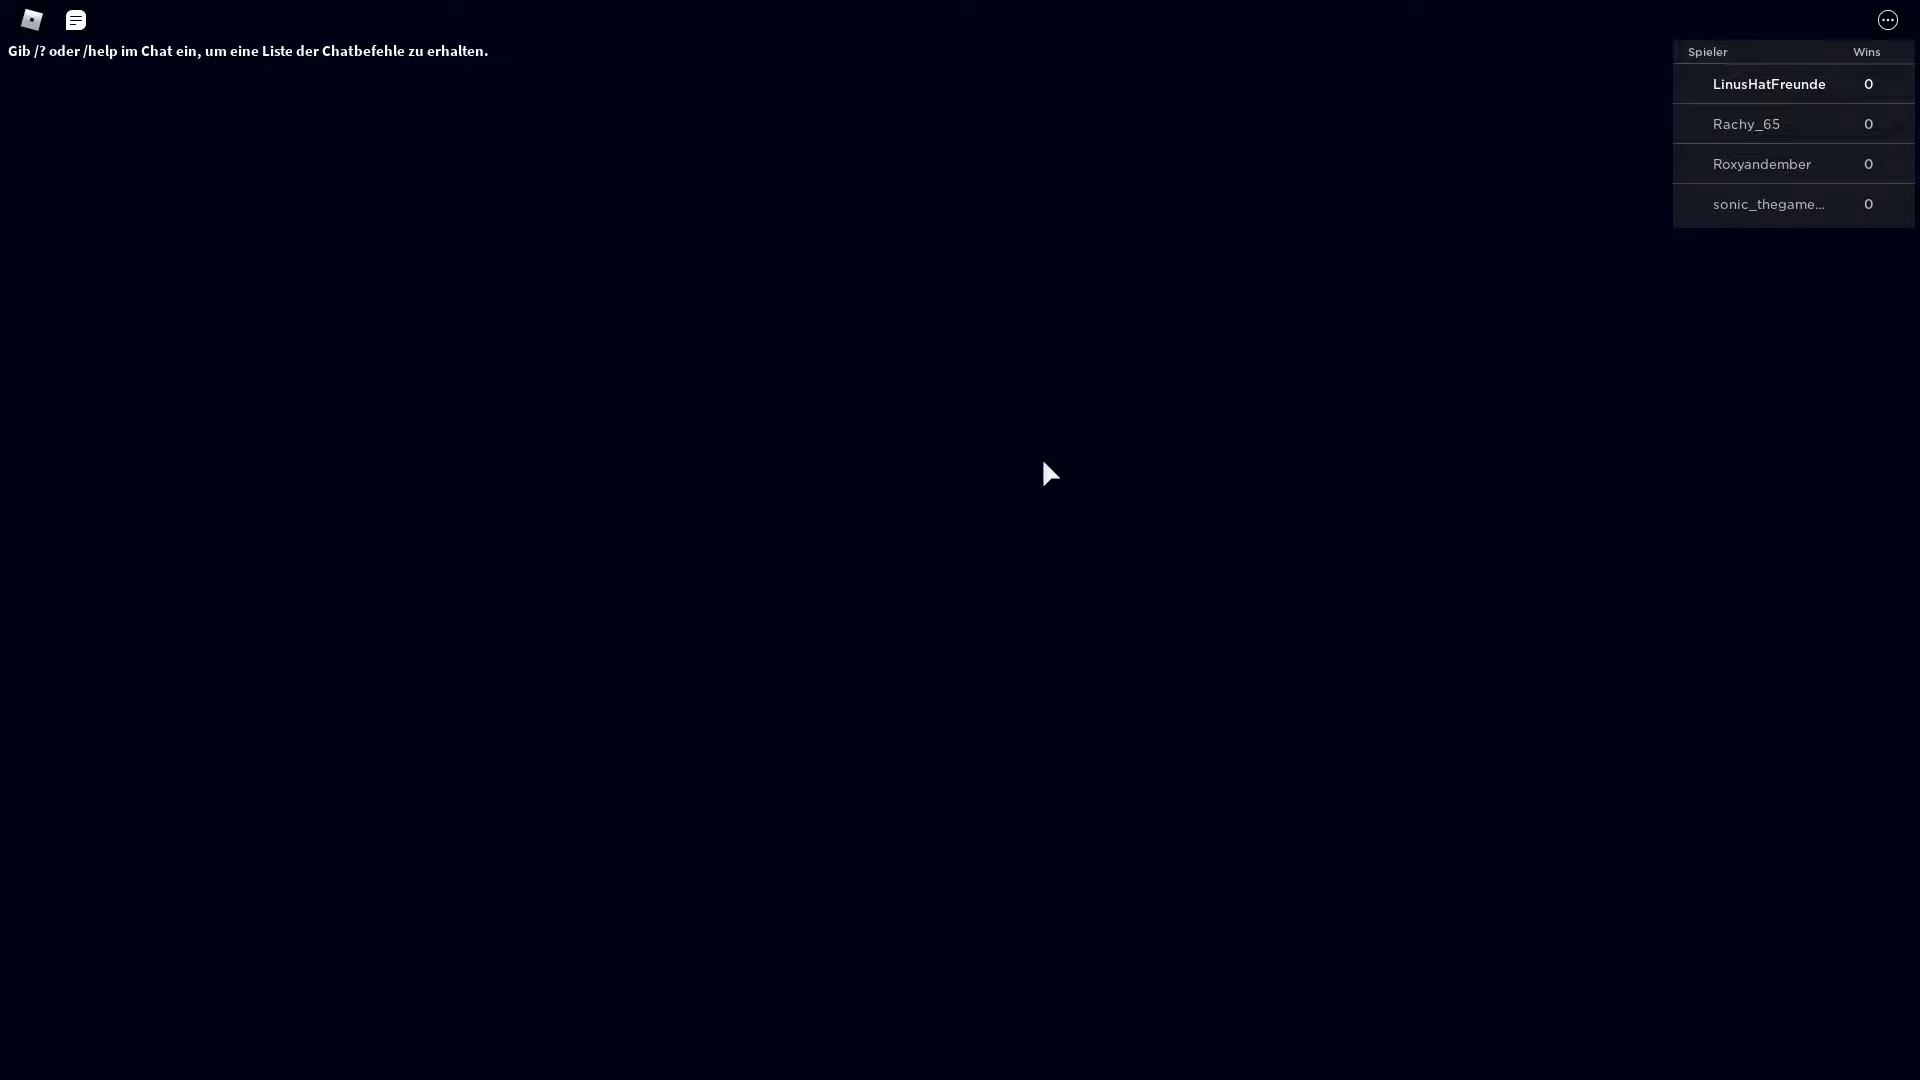 Gib /? oder /help im Chat ein, um eine Liste der Chatbefehle zu erhalten.
Spieler Wins
LinusHatFreunde 0
Rachy_65 0
Roxyandember 0
sonic_thegame... 0